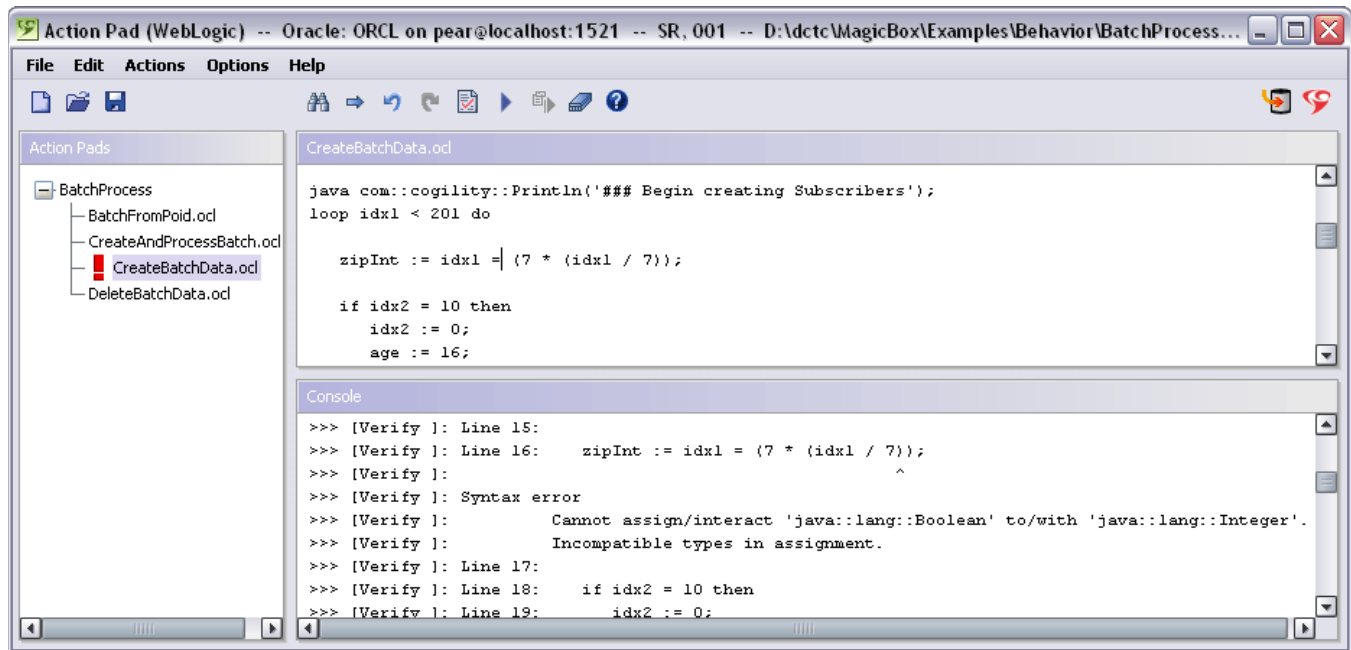 Action Pad (WebLogic) -- Oracle: ORCL on pear@localhost:1521 -- SR, 001 -- D:\dctc\MagicBox\Examples\Behavior\BatchProcess...
File Edit Actions Options Help
Action Pads
BatchProcess
BatchFromPoid.ocl
CreateAndProcessBatch.ocl
CreateBatchData.ocl
DeleteBatchData.ocl
CreateBatchData.ocl
java com::cogility::Println('### Begin creating Subscribers');
loop idx1 < 201 do
zipInt := idx1 = (7 * (idx1 / 7));
if idx2 = 10 then
idx2 := 0;
age := 16;
Console
>>> [Verify ]: Line 15:
>>> [Verify ]: Line 16: zipInt := idx1 = (7 * (idx1 / 7));
>>> [Verify ]: ^
>>> [Verify ]: Syntax error
>>> [Verify ]: Cannot assign/interact 'java::lang::Boolean' to/with 'java::lang::Integer'.
>>> [Verify ]: Incompatible types in assignment.
>>> [Verify ]: Line 17:
>>> [Verify ]: Line 18: if idx2 = 10 then
>>> [Verify ]: Line 19: idx2 := 0;